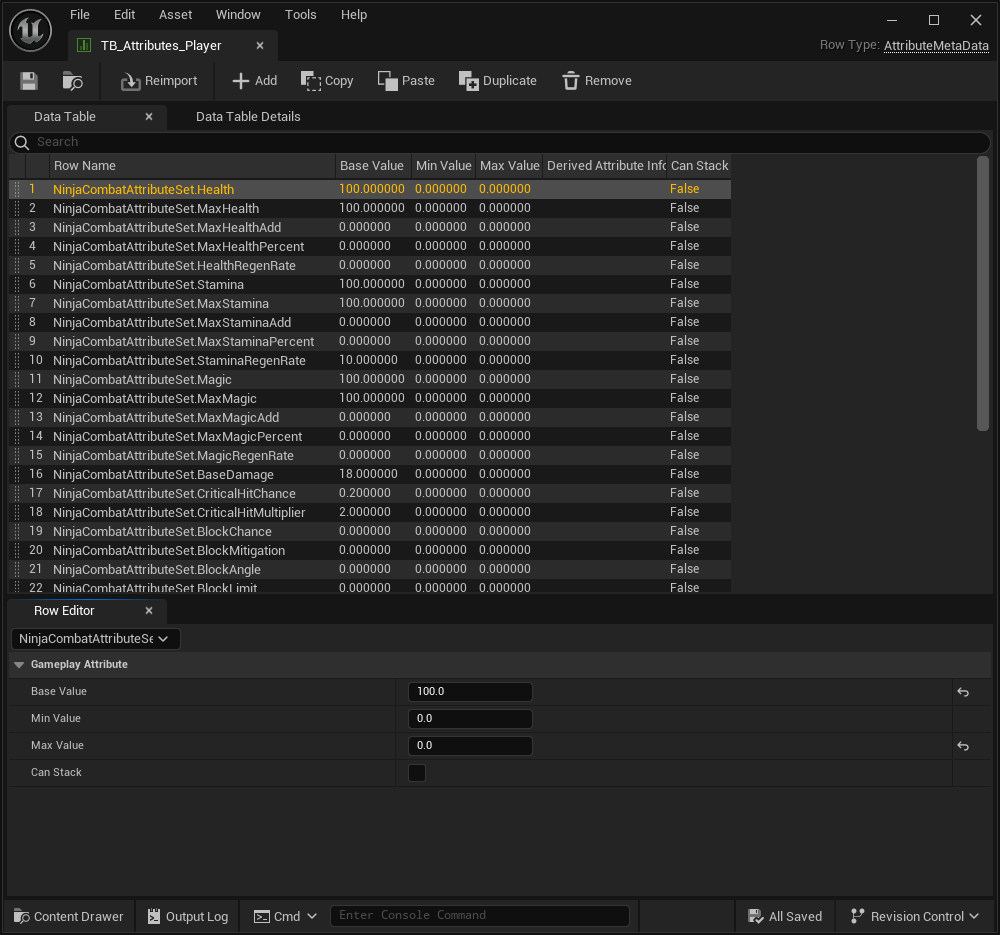 File Edit Asset Window Tools Help
TB_Attributes_Player
Row Type: AttributeMetaData
Reimport Add Copy Paste Duplicate Remove
Data Table Data Table Details
Search
Row Name Base Value Min Value Max Value Derived Attribute Info Can Stack
1 NinjaCombatAttributeSet.Health 100.000000 0.000000 0.000000 False
2 NinjaCombatAttributeSet.MaxHealth 100.000000 0.000000 0.000000 False
3 NinjaCombatAttributeSet.MaxHealthAdd 0.000000 0.000000 0.000000 False
4 NinjaCombatAttributeSet.MaxHealthPercent 0.000000 0.000000 0.000000 False
5 NinjaCombatAttributeSet.HealthRegenRate 0.000000 0.000000 0.000000 False
6 NinjaCombatAttributeSet.Stamina 100.000000 0.000000 0.000000 False
7 NinjaCombatAttributeSet.MaxStamina 100.000000 0.000000 0.000000 False
8 NinjaCombatAttributeSet.MaxStaminaAdd 0.000000 0.000000 0.000000 False
9 NinjaCombatAttributeSet.MaxStaminaPercent 0.000000 0.000000 0.000000 False
10 NinjaCombatAttributeSet.StaminaRegenRate 10.000000 0.000000 0.000000 False
11 NinjaCombatAttributeSet.Magic 100.000000 0.000000 0.000000 False
12 NinjaCombatAttributeSet.MaxMagic 100.000000 0.000000 0.000000 False
13 NinjaCombatAttributeSet.MaxMagicAdd 0.000000 0.000000 0.000000 False
14 NinjaCombatAttributeSet.MaxMagicPercent 0.000000 0.000000 0.000000 False
15 NinjaCombatAttributeSet.MagicRegenRate 0.000000 0.000000 0.000000 False
16 NinjaCombatAttributeSet.BaseDamage 18.000000 0.000000 0.000000 False
17 NinjaCombatAttributeSet.CriticalHitChance 0.200000 0.000000 0.000000 False
18 NinjaCombatAttributeSet.CriticalHitMultiplier 2.000000 0.000000 0.000000 False
19 NinjaCombatAttributeSet.BlockChance 0.000000 0.000000 0.000000 False
20 NinjaCombatAttributeSet.BlockMitigation 0.000000 0.000000 0.000000 False
21 NinjaCombatAttributeSet.BlockAngle 0.000000 0.000000 0.000000 False
22 NinjaCombatAttributeSet.BlockLimit 0.000000 0.000000 0.000000 False
Row Editor
NinjaCombatAttributeSe
Gameplay Attribute
Base Value 100.0
Min Value 0.0
Max Value 0.0
Can Stack
Content Drawer Output Log Cmd Enter Console Command All Saved Revision Control